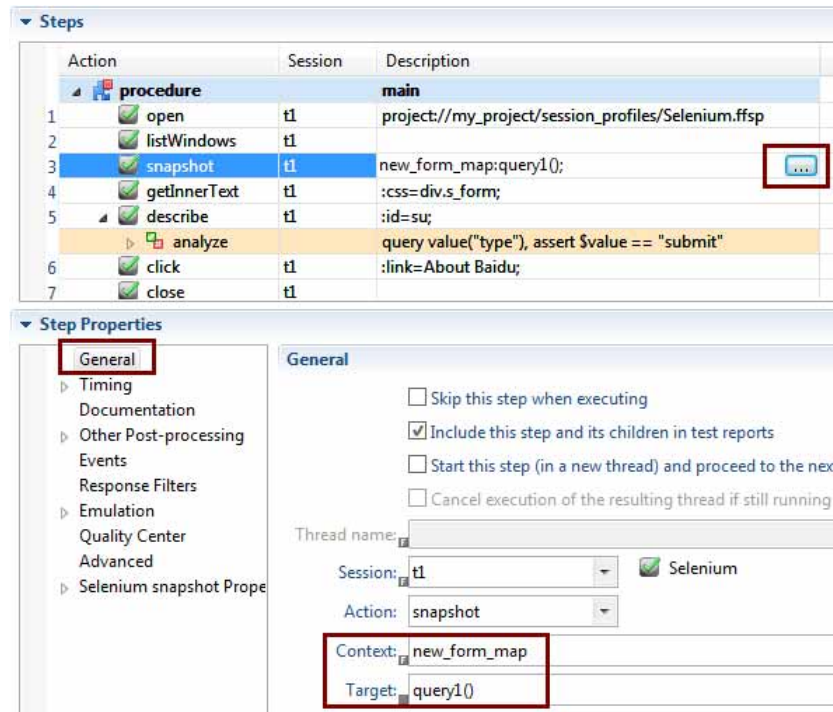 Steps
Action Session Description
procedure main
1 open t1 project://my_project/session_profiles/Selenium.ffsp
2 listWindows t1
3 snapshot t1 new_form_map:query1(); ...
4 getInnerText t1 :css=div.s_form;
5 describe t1 :id=su;
analyze query value("type"), assert $value == "submit"
6 click t1 :link=About Baidu;
7 close t1
Step Properties
General
Timing
Documentation
Other Post-processing
Events
Response Filters
Emulation
Quality Center
Advanced
Selenium snapshot Prope
General
Skip this step when executing
Include this step and its children in test reports
Start this step (in a new thread) and proceed to the nex
Cancel execution of the resulting thread if still running
Thread name:
Session: t1 Selenium
Action: snapshot
Context: new_form_map
Target: query1()